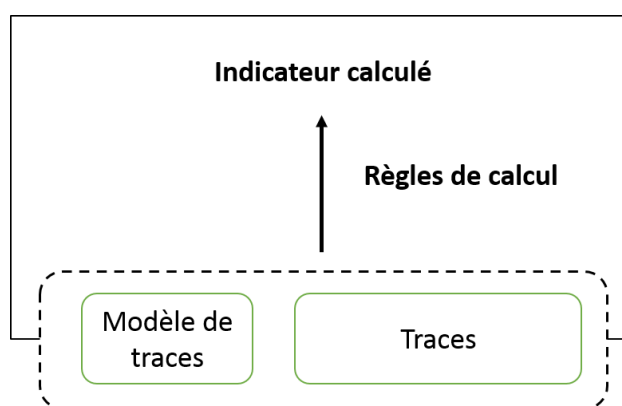 Indicateur calculé
Règles de calcul
Modèle de
traces
Traces